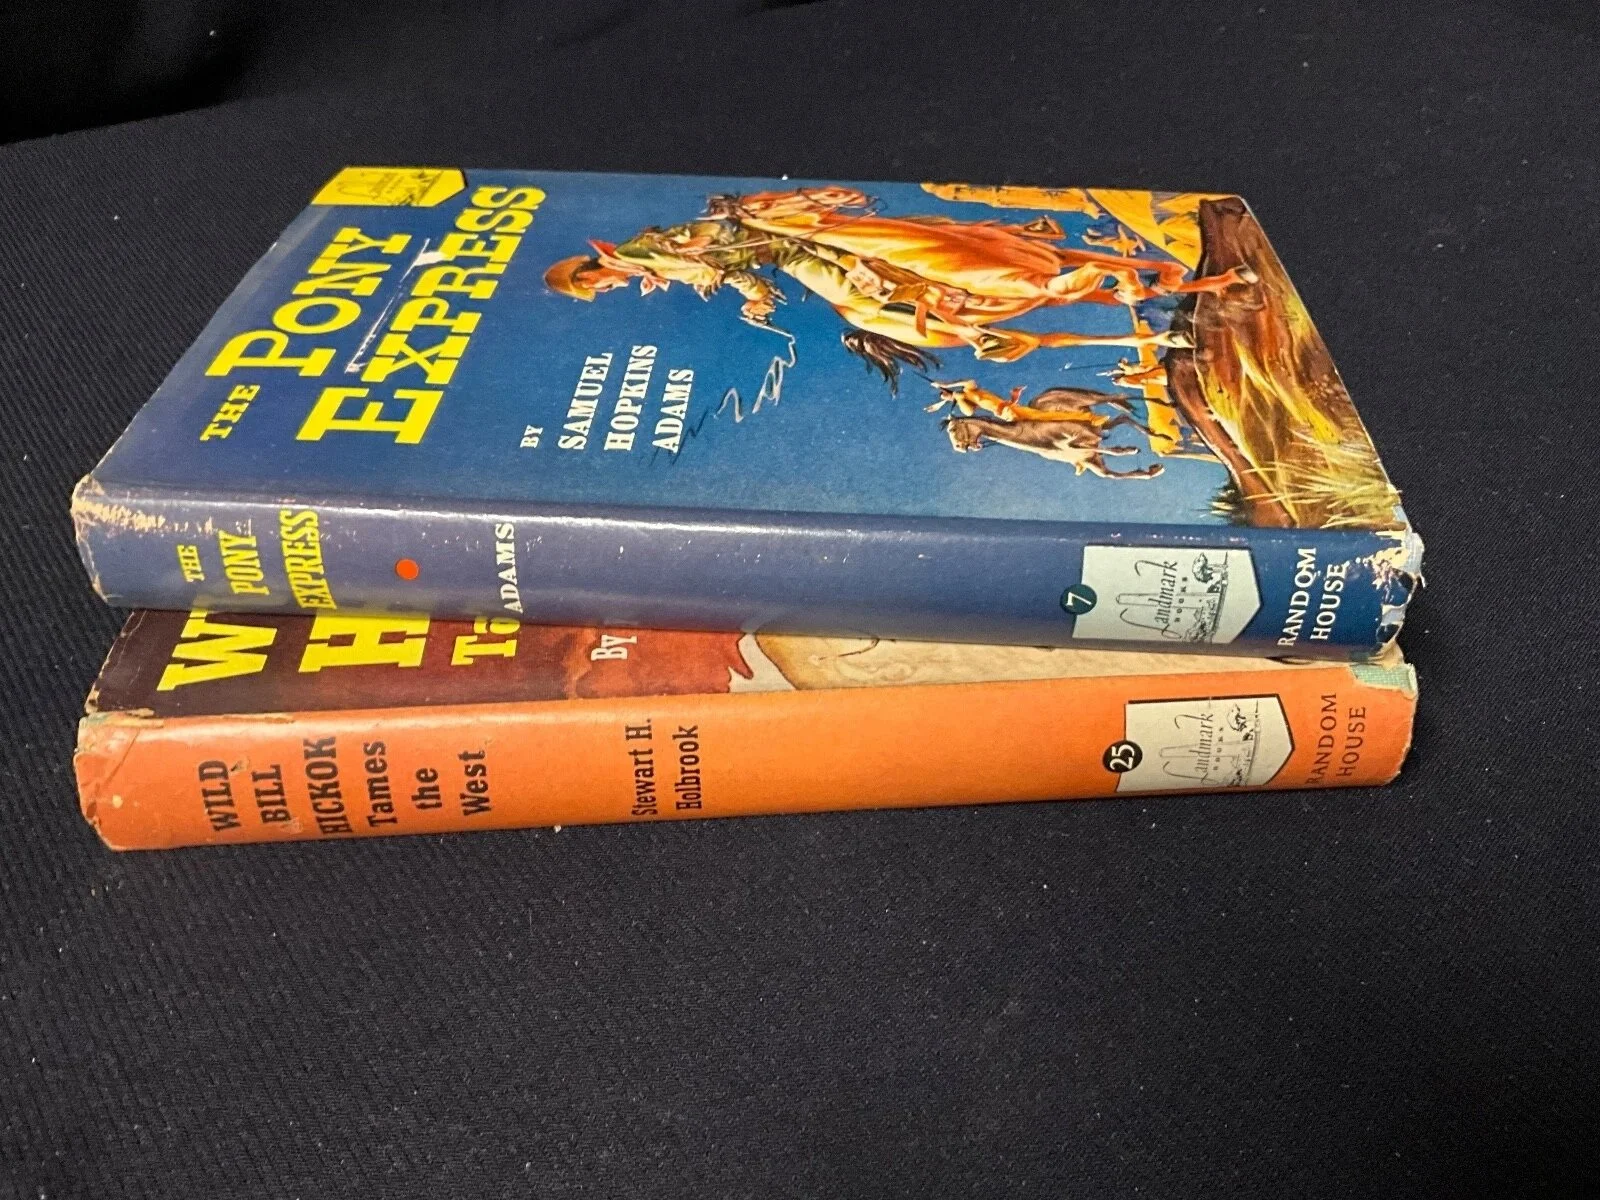 THE PONY
EXPRESS
BY
SAMUEL
HOPKINS
ADAMS
THE
PONY
EXPRESS
ADAMS
7
Landmark
BOOKS
RANDOM
HOUSE
W
H
Ta
By
WILD
BILL
HICKOK
Tames
the
West
Stewart H.
Holbrook
25
Landmark
BOOKS
RANDOM
HOUSE